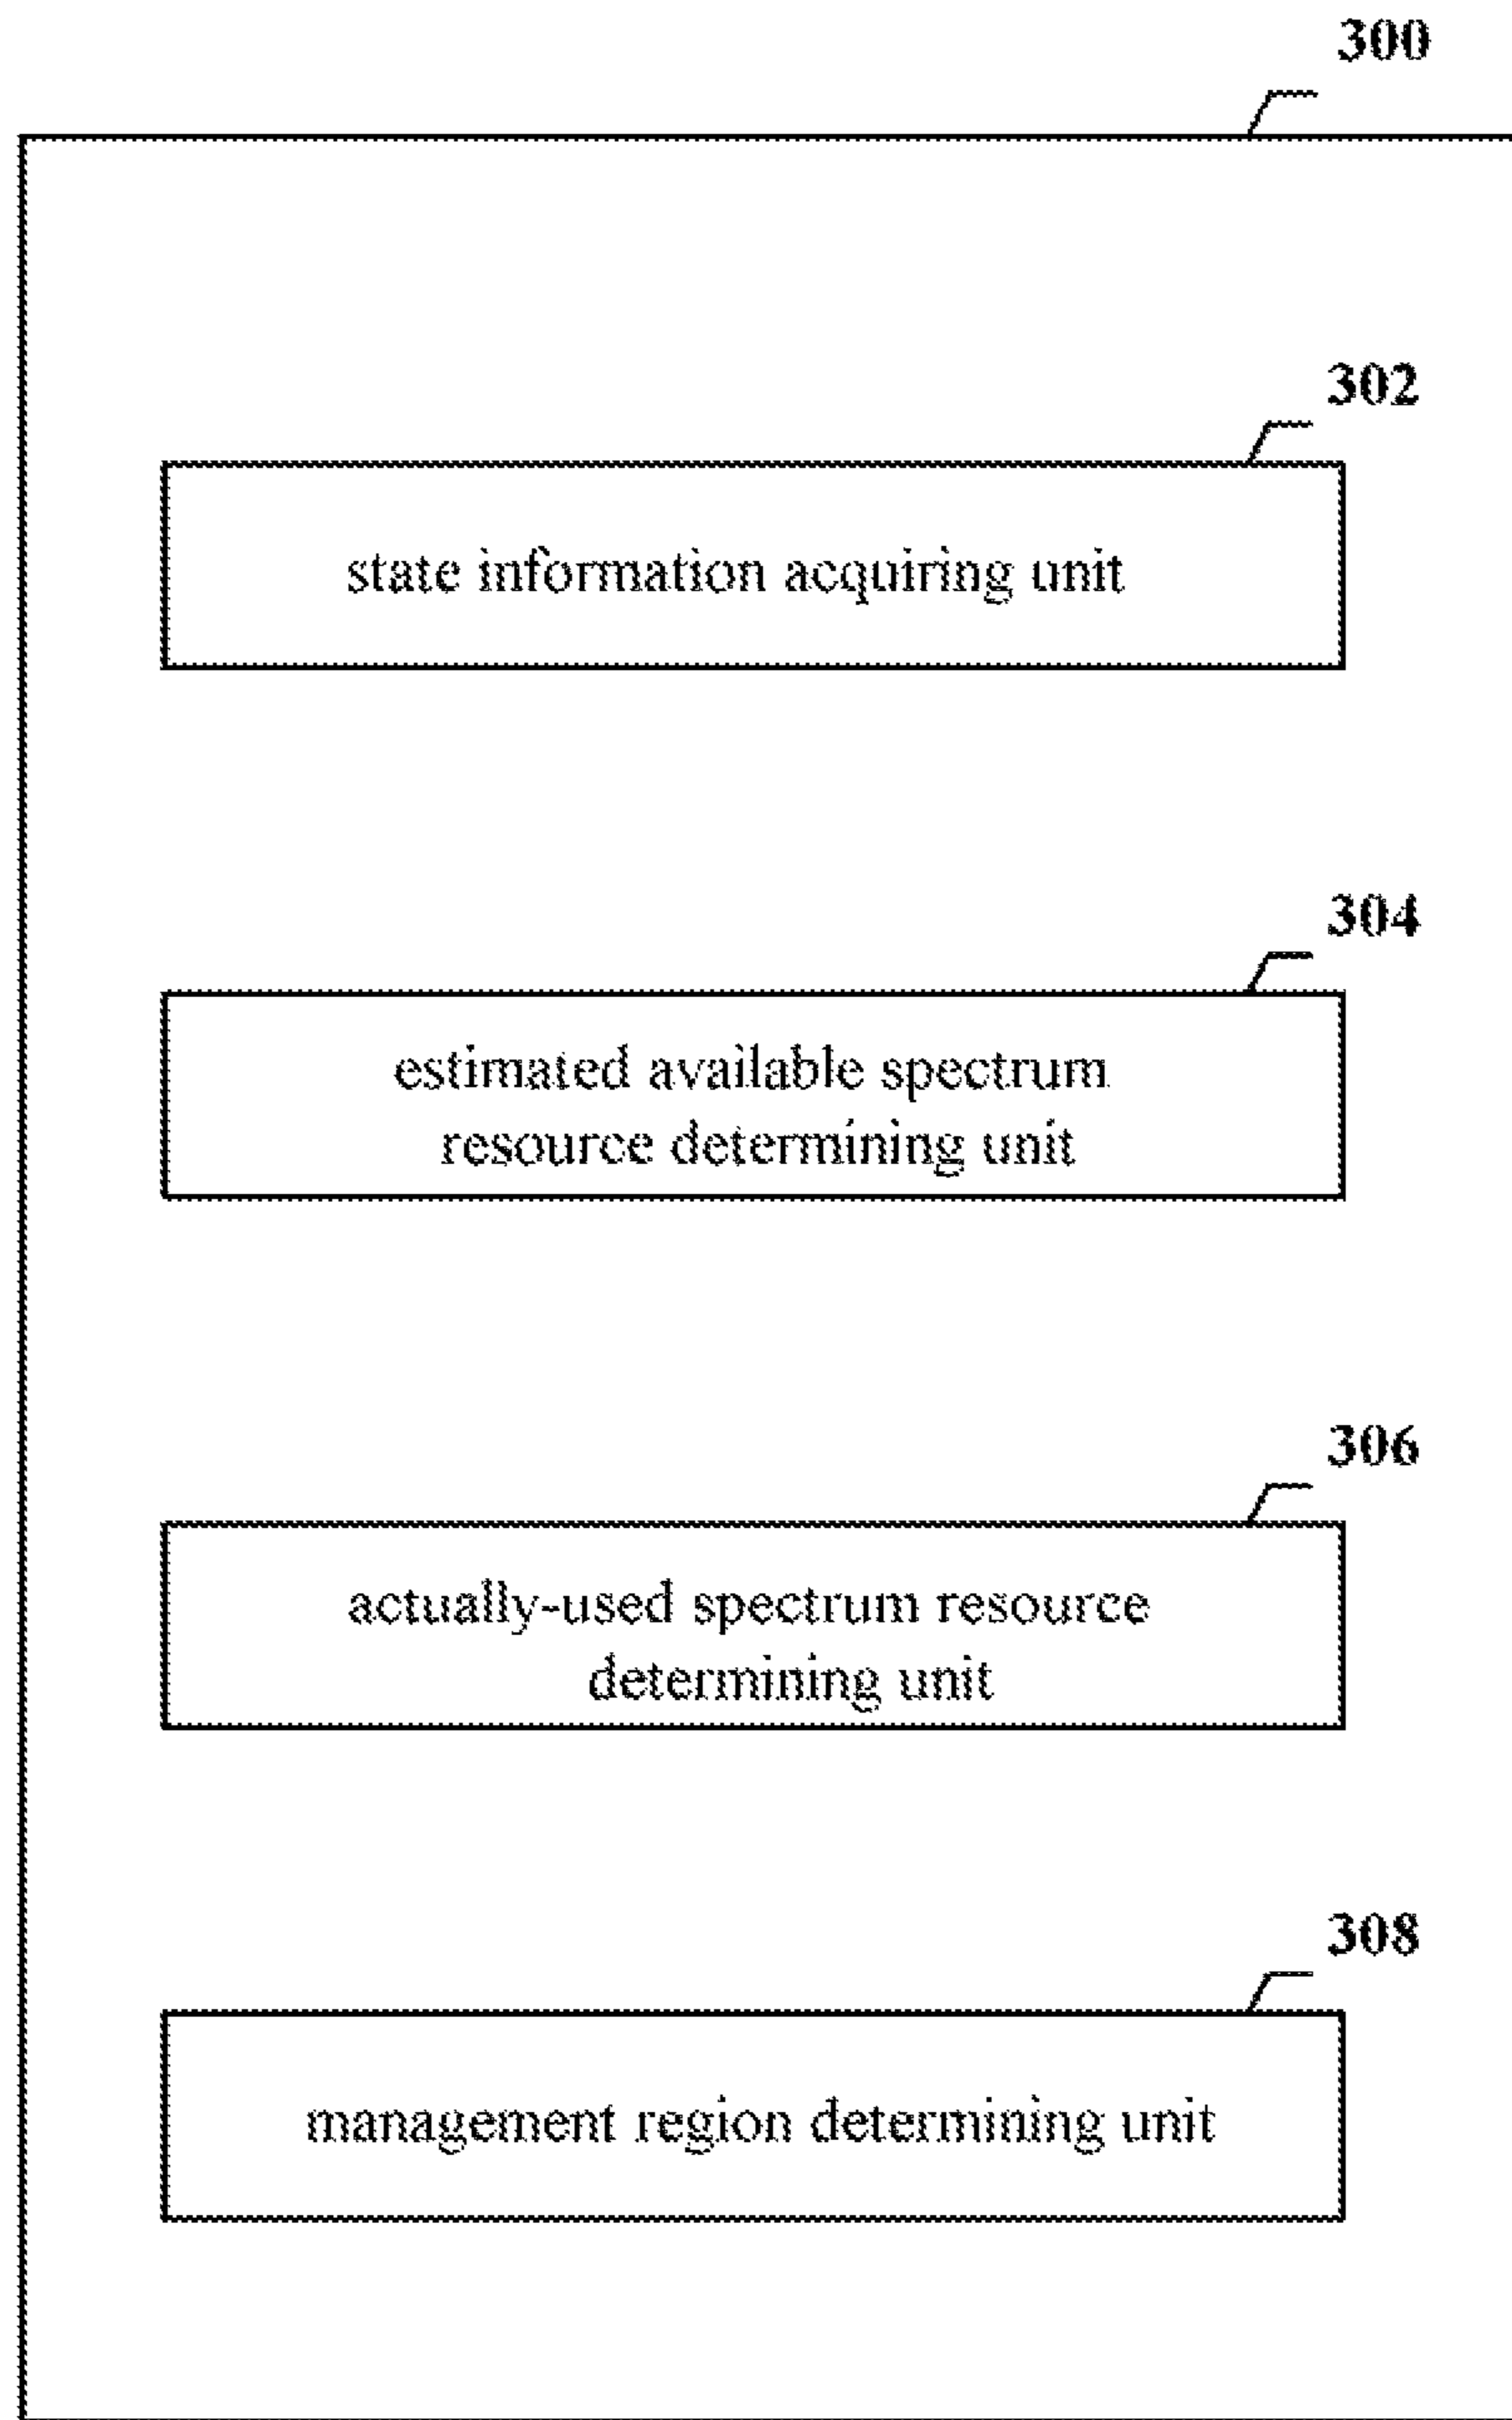 300
302
state information acquiring unit
304
estimated available spectrum
resource determining unit
306
actually-used spectrum resource
determining unit
308
management region determining unit